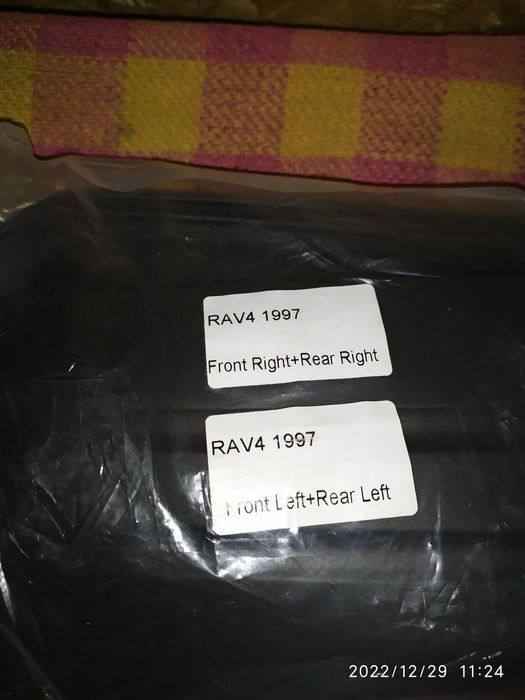 RAV4 1997
Front Right+Rear Right
RAV4 1997
Front Left+Rear Left
2022/12/29 11:24